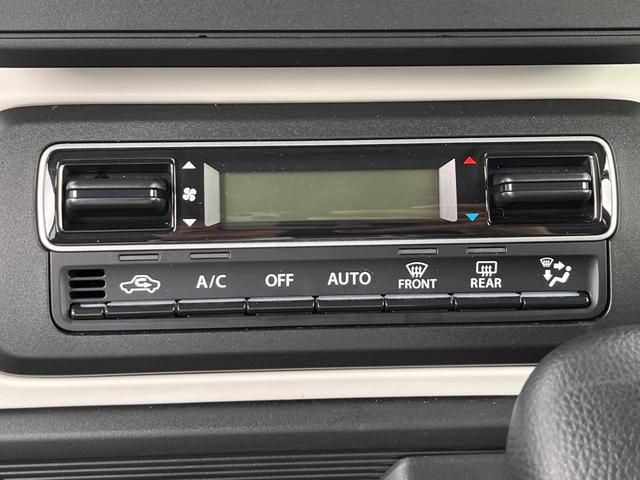 A/C OFF AUTO FRONT REAR